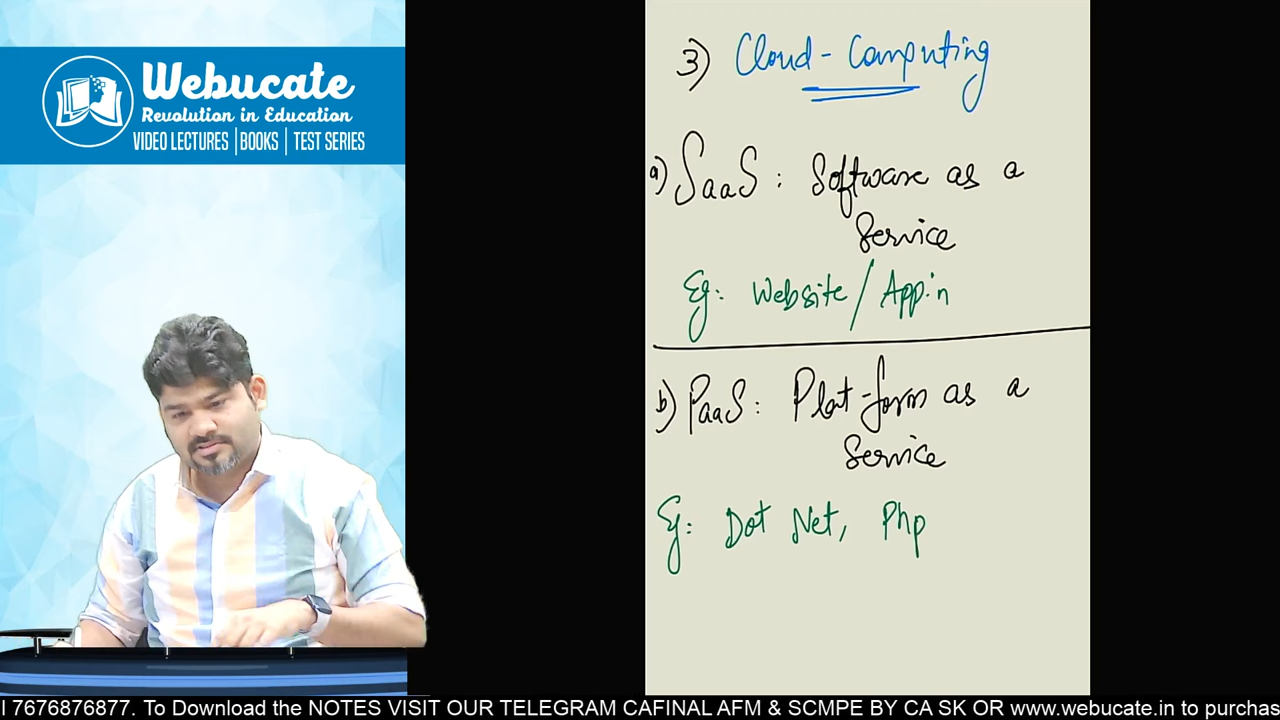 Webucate
Revolution in Education
VIDEO LECTURES | BOOKS | TEST SERIES
3) Cloud-Computing
a) SaaS: Software as a
Service
Eg: Website/App:n
b) PaaS: Plat-form as a
Service
Eg: Dot Net, Php
7676876877. To Download the NOTES VISIT OUR TELEGRAM CAFINAL AFM & SCMPE BY CA SK OR www.webucate.in to purchas